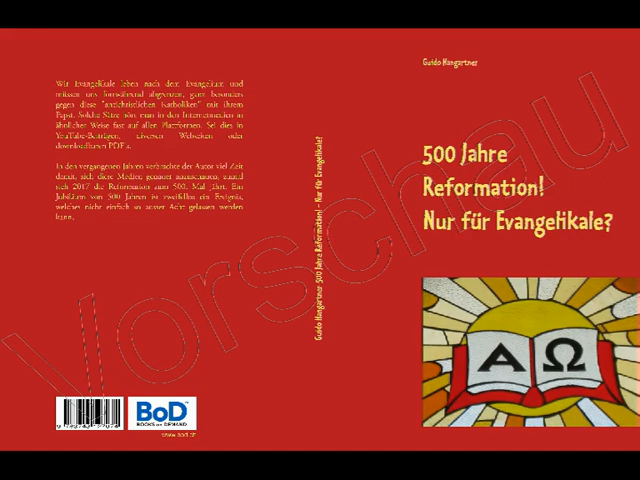 Wir Evangelikale leben nach dem Evangelium und
müssen uns fortwährend abgrenzen, ganz besonders
gegen diese "antichristlichen Katholiken" mit ihrem
Papst. Solche Sätze hört man in den Internetmedien in
ähnlicher Weise fast auf allen Plattformen. Sei dies in
YouTube-Beiträgen, diversen Webseiten oder
downloadbaren PDF's.
In den vergangenen Jahren verbrachte der Autor viel Zeit
damit, sich diese Medien genauer anzuschauen, zumal
sich 2017 die Reformation zum 500. Mal jährt. Ein
Jubiläum von 500 Jahren ist zweifellos ein Ereignis,
welches nicht einfach so ausser Acht gelassen werden
kann.
BoD™
BOOKS on DEMAND
www.bod.ch
Guido Hangartner 500 Jahre Reformation! – Nur für Evangelikale?
Guido Hangartner
500 Jahre
Reformation!
Nur für Evangelikale?
Α Ω
Vorschau